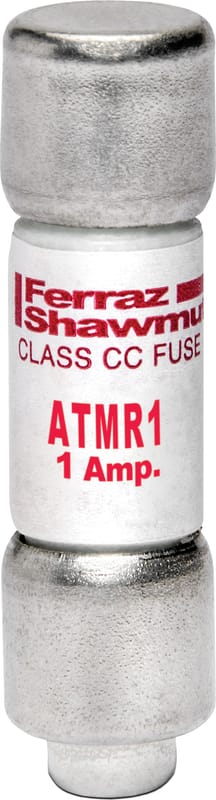 Ferraz
Shawmut
CLASS CC FUSE
ATMR1
1 Amp.